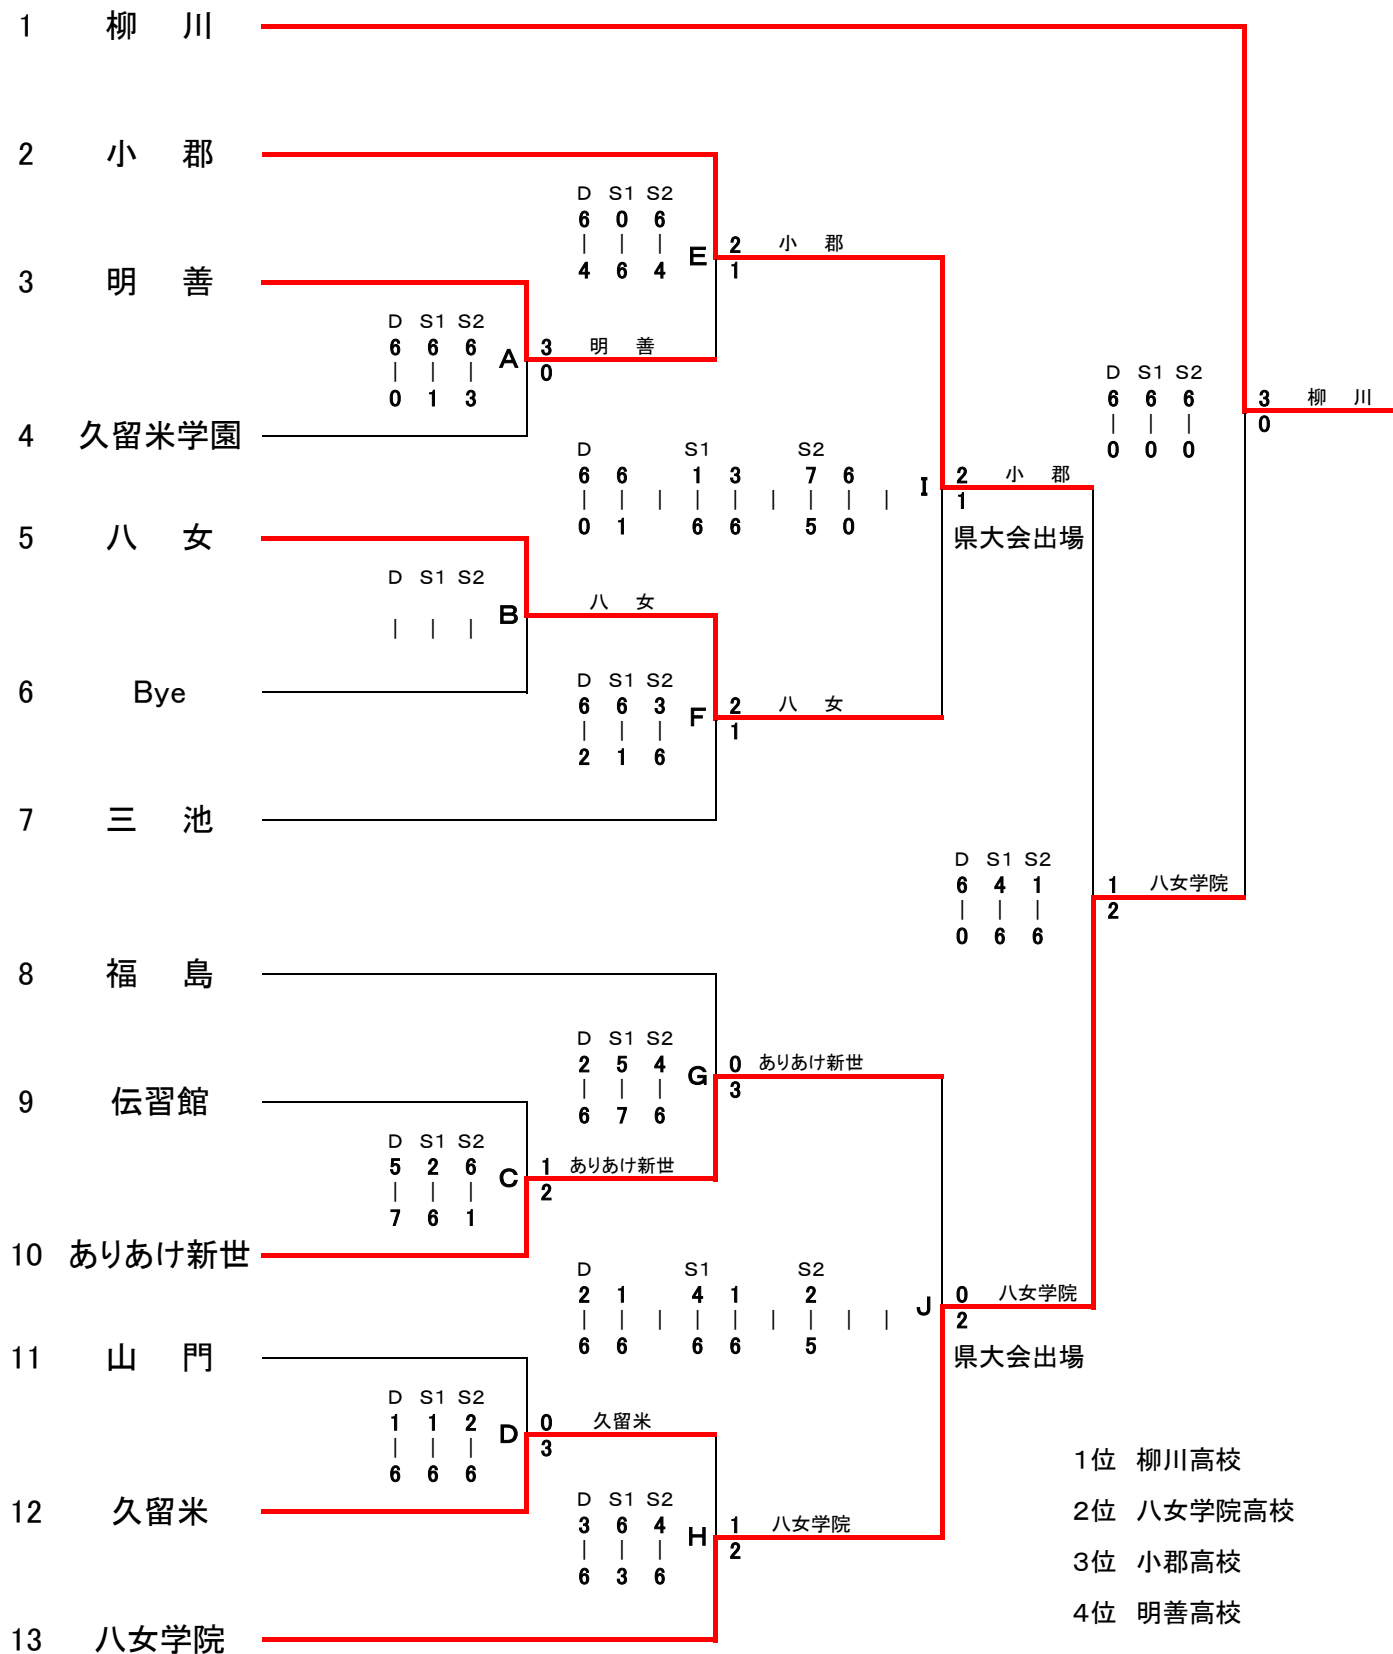 1 柳 川
2 小 郡
D S1 S2
6 0 6
| | |
4 6 4
E
2 小 郡
1
3 明 善
D S1 S2
6 6 6
| | |
0 1 3
A
3 明 善
0
4 久留米学園
D S1 S2
6 6 6
| | |
0 0 0
3 柳 川
0
D S1 S2
6 6 1 3 7 6
| | | | | | | | |
0 1 6 6 5 0
I
2 小 郡
1
県大会出場
5 八 女
D S1 S2
| | |
B
八 女
6 Bye
D S1 S2
6 6 3
| | |
2 1 6
F
2 八 女
1
7 三 池
D S1 S2
6 4 1
| | |
0 6 6
1 八女学院
2
8 福 島
D S1 S2
2 5 4
| | |
6 7 6
G
0 ありあけ新世
3
9 伝習館
D S1 S2
5 2 6
| | |
7 6 1
C
1 ありあけ新世
2
10 ありあけ新世
D S1 S2
2 1 4 1 2
| | | | | | | | |
6 6 6 6 5
J
0 八女学院
2
県大会出場
11 山 門
D S1 S2
1 1 2
| | |
6 6 6
D
0 久留米
3
12 久留米
D S1 S2
3 6 4
| | |
6 3 6
H
1 八女学院
2
13 八女学院
1位 柳川高校
2位 八女学院高校
3位 小郡高校
4位 明善高校